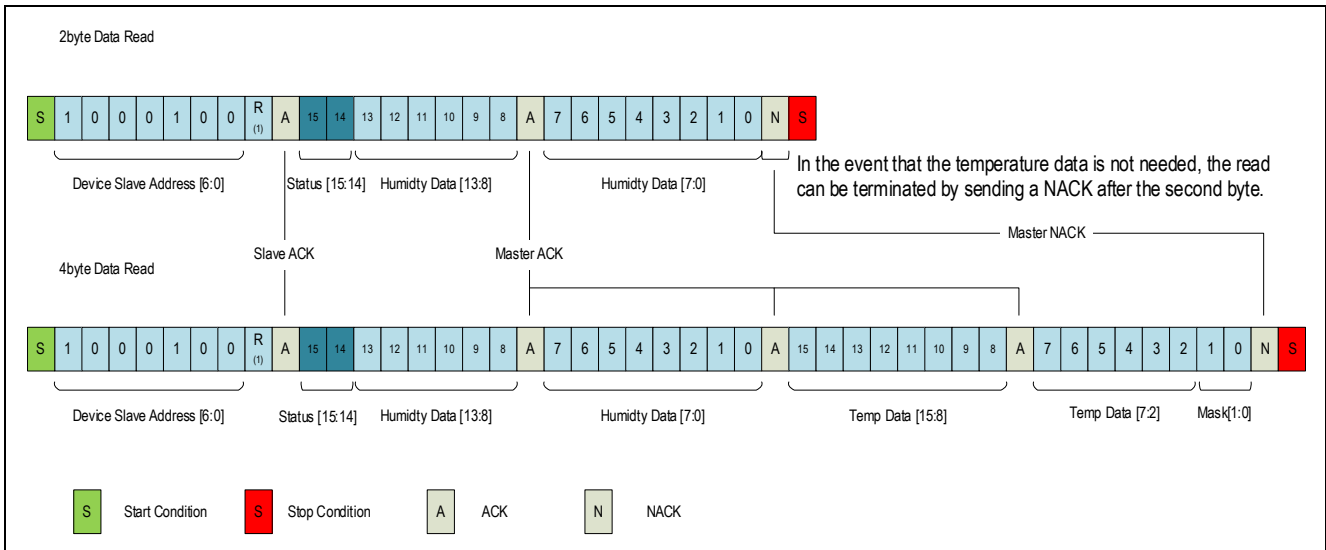 2byte Data Read
S 1 0 0 0 1 0 0 R (1) A 15 14 13 12 11 10 9 8 A 7 6 5 4 3 2 1 0 N S
Device Slave Address [6:0] Status [15:14] Humidty Data [13:8] Humidty Data [7:0]
In the event that the temperature data is not needed, the read
can be terminated by sending a NACK after the second byte.
Slave ACK Master ACK Master NACK
4byte Data Read
S 1 0 0 0 1 0 0 R (1) A 15 14 13 12 11 10 9 8 A 7 6 5 4 3 2 1 0 A 15 14 13 12 11 10 9 8 A 7 6 5 4 3 2 1 0 N S
Device Slave Address [6:0] Status [15:14] Humidty Data [13:8] Humidty Data [7:0] Temp Data [15:8] Temp Data [7:2] Mask[1:0]
S Start Condition S Stop Condition A ACK N NACK